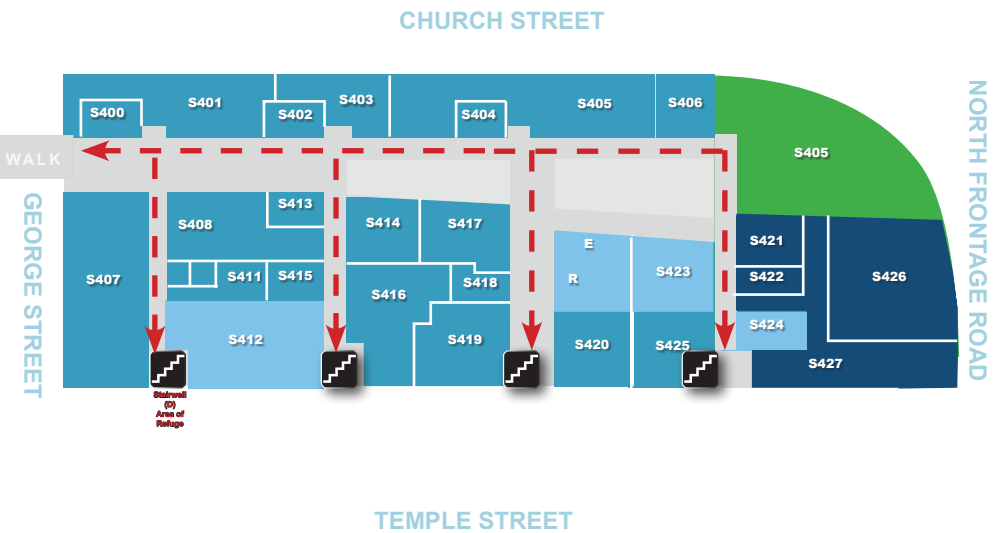 CHURCH STREET
S400
S401
S402
S403
S404
S405
S406
S405
WALK
NORTH FRONTAGE ROAD
GEORGE STREET
S407
S408
S413
S411
S415
S412
S414
S417
S416
S418
S419
E
R
S423
S420
S425
S421
S422
S424
S426
S427
Stairwell
(D)
Area of
Refuge
TEMPLE STREET